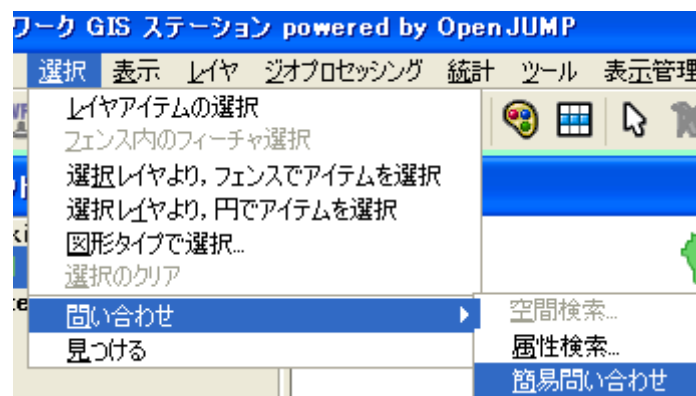 ワーク GIS ステーション powered by OpenJUMP
選択 表示 レイヤ ジオプロセッシング 統計 ツール 表示管理
レイヤアイテムの選択
フェンス内のフィーチャ選択
選択レイヤより, フェンスでアイテムを選択
選択レイヤより, 円でアイテムを選択
図形タイプで選択...
選択のクリア
問い合わせ
見つける
空間検索...
属性検索...
簡易問い合わせ